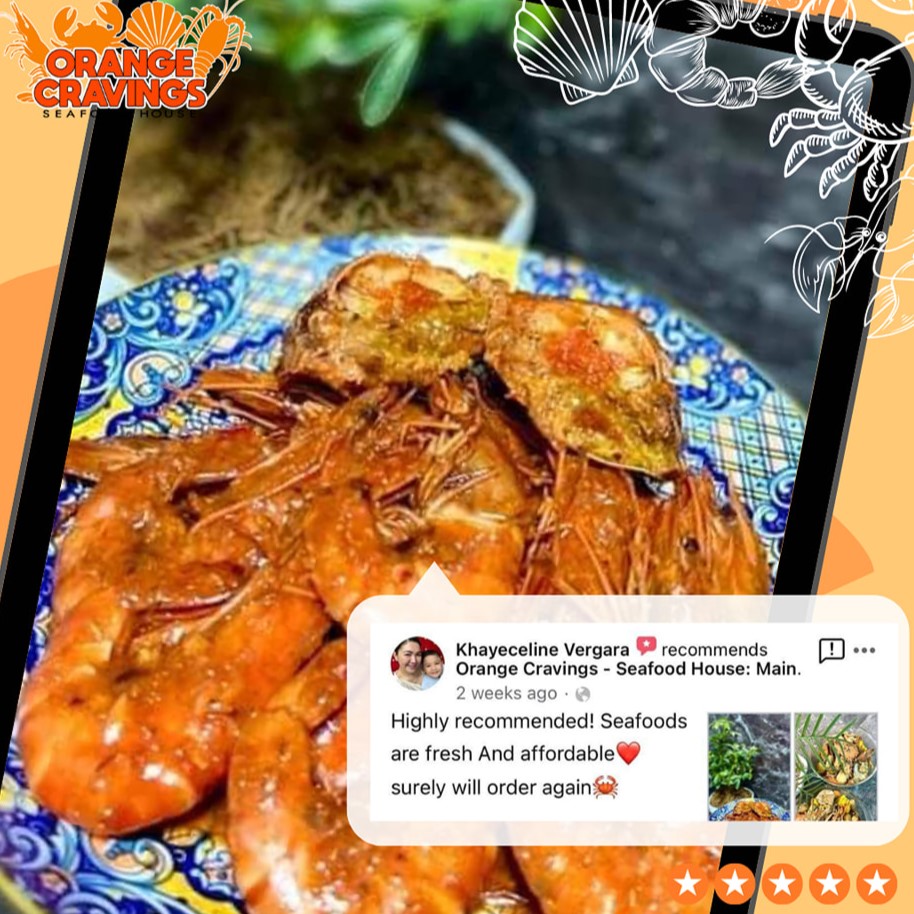 ORANGE
CRAVINGS
SEAFOOD HOUSE
Khayeceline Vergara recommends
Orange Cravings - Seafood House: Main.
2 weeks ago ·
Highly recommended! Seafoods
are fresh And affordable❤️
surely will order again🦀